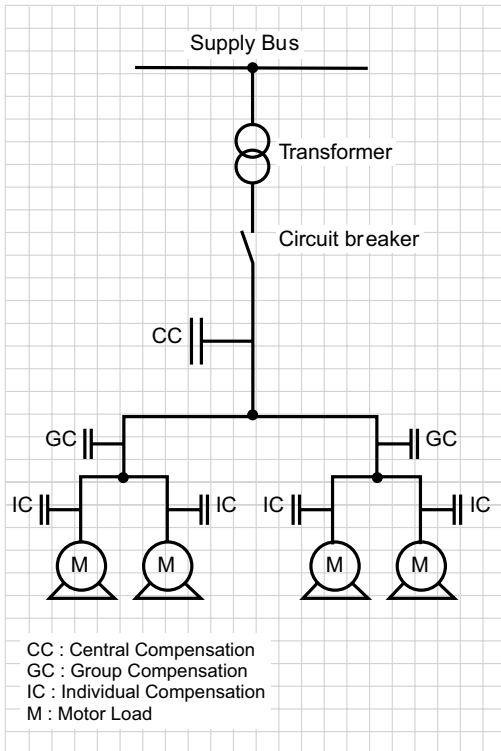 Supply Bus
Transformer
Circuit breaker
CC
GC
GC
IC
IC
IC
IC
M
M
M
M
CC : Central Compensation
GC : Group Compensation
IC : Individual Compensation
M : Motor Load